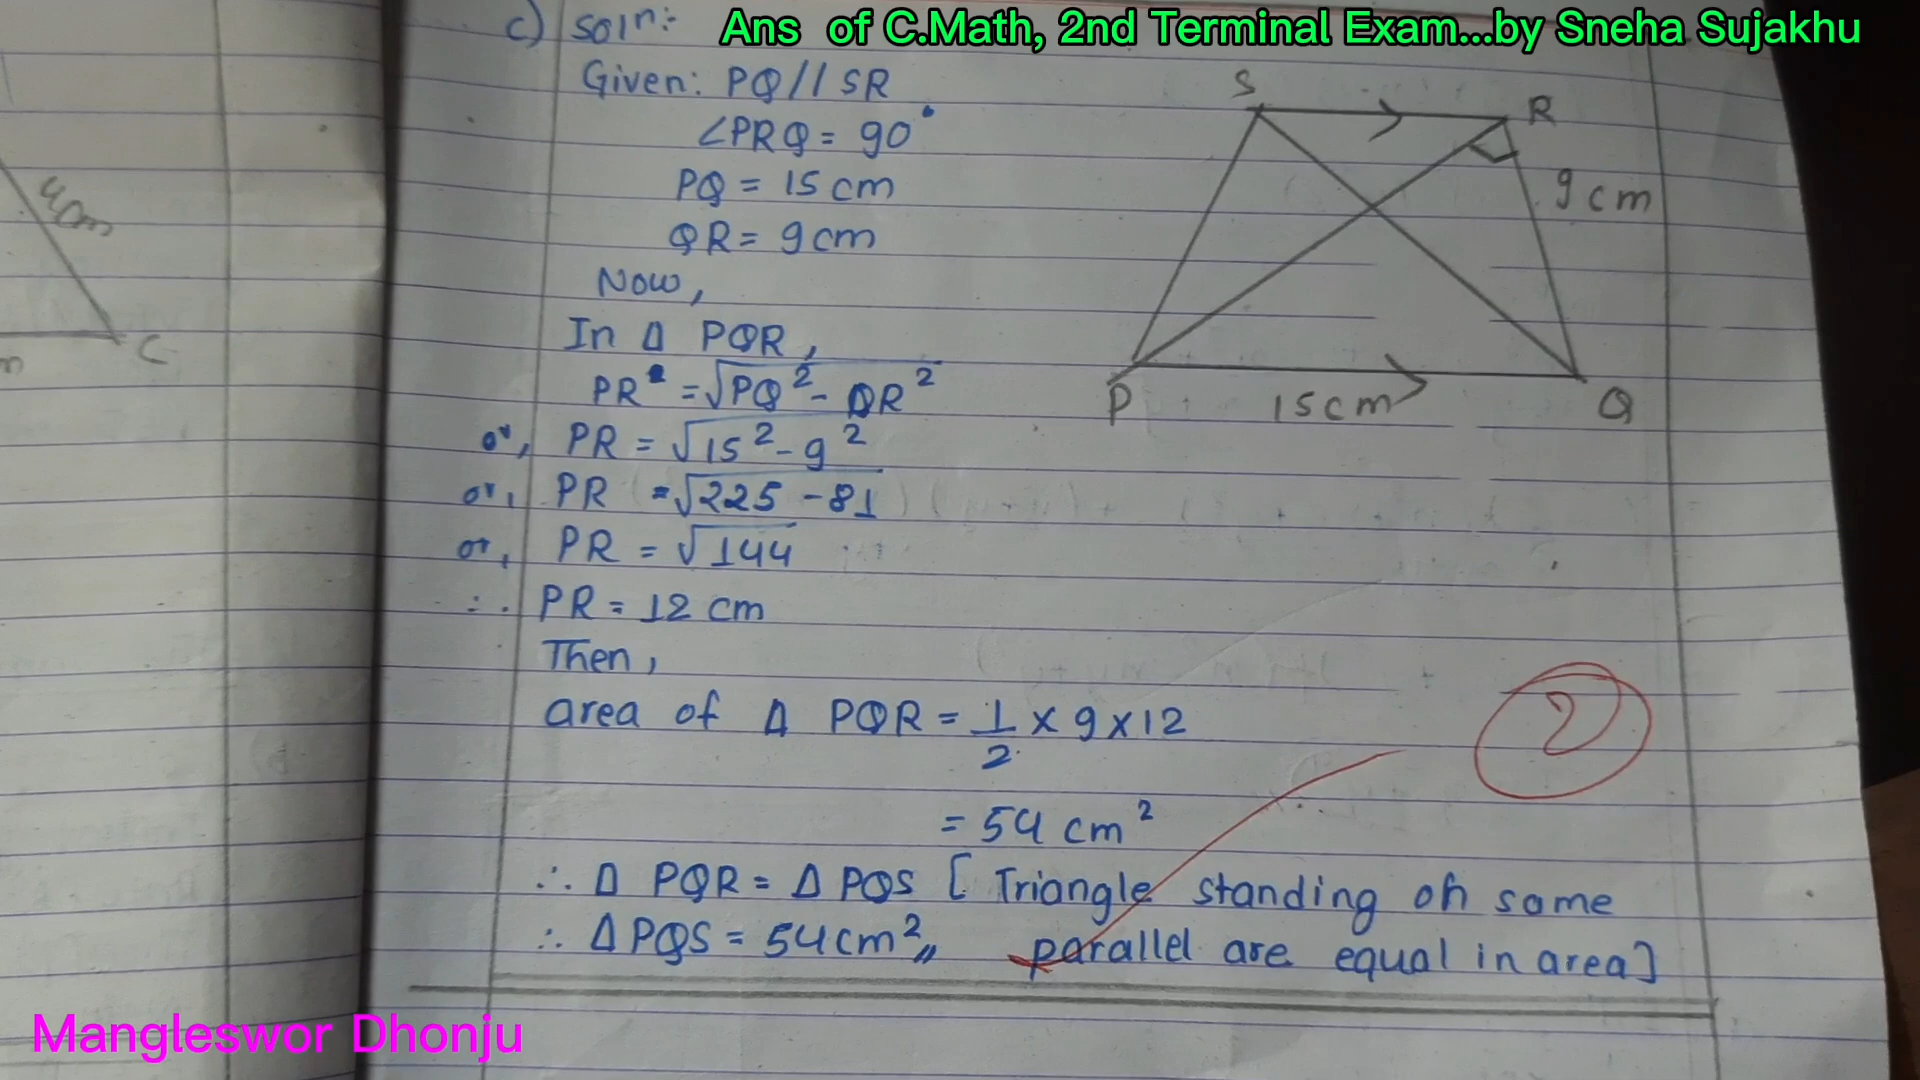 Ans of C.Math, 2nd Terminal Exam...by Sneha Sujakhu
c) Soln:-
Given: PQ//SR
∠PRQ = 90°
PQ = 15 cm
QR = 9 cm
Now,
In Δ PQR,
PR = √PQ² - QR²
or, PR = √15² - 9²
or, PR = √225 - 81
or, PR = √144
∴ PR = 12 cm
Then,
area of Δ PQR = 1/2 × 9 × 12
= 54 cm²
∴ Δ PQR = Δ PQS [Triangle standing on same
∴ ΔPQS = 54 cm²,, parallel are equal in area]
S
R
9 cm
P
15 cm
Q
2
4cm
C
Mangleswor Dhonju